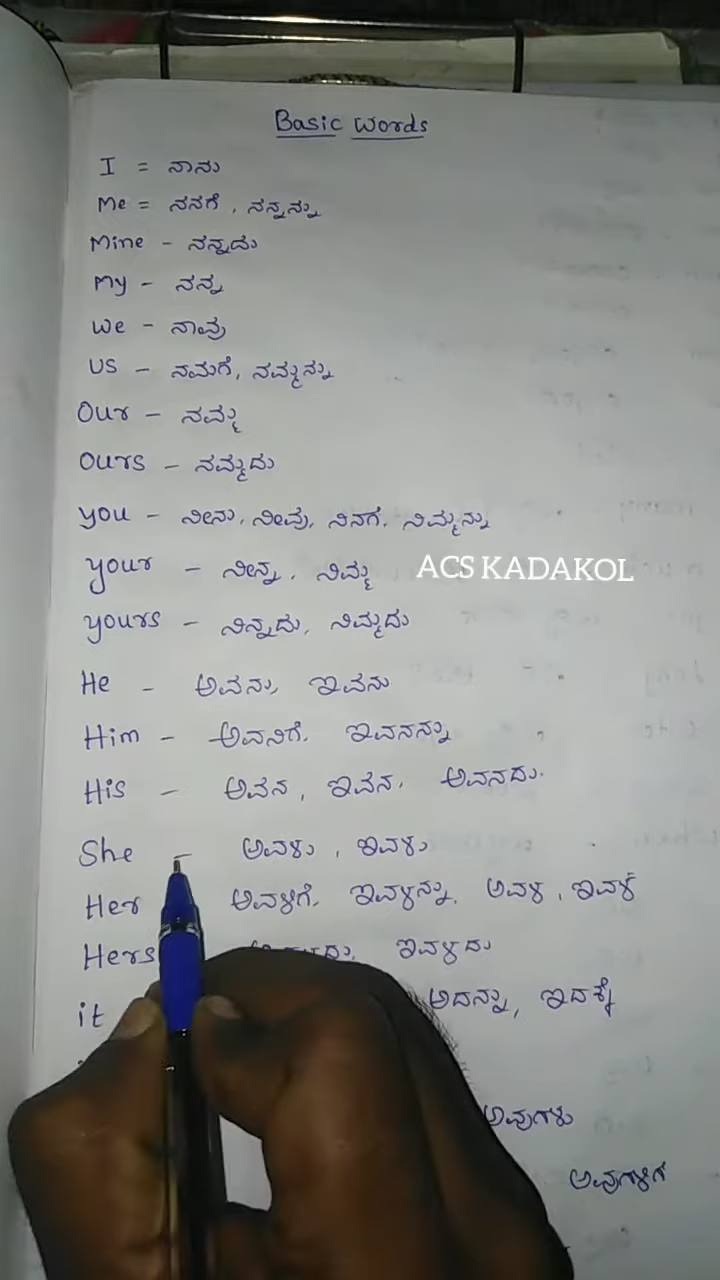 Basic Words
I = ನಾನು
Me = ನನಗೆ, ನನ್ನನ್ನು
Mine - ನನ್ನದು
My - ನನ್ನ
We - ನಾವು
US - ನಮಗೆ, ನಮ್ಮನ್ನು
Our - ನಮ್ಮ
Ours - ನಮ್ಮದು
you - ನೀನು, ನೀವು, ನಿನಗೆ, ನಿಮ್ಮನ್ನು
your - ನೀನ್ನ, ನಿಮ್ಮ
ACS KADAKOL
yours - ನಿನ್ನದು, ನಿಮ್ಮದು
He - ಅವನು, ಇವನು
Him - ಅವನಿಗೆ, ಇವನನ್ನು
His - ಅವನ, ಇವನ, ಅವನದು.
She - ಅವಳು, ಇವಳು
Her ಅವಳಿಗೆ, ಇವಳನ್ನು, ಅವಳ, ಇವಳ
Hers ಇವಳದು
it ಅದನ್ನು,
ಅವುಗಳು
ಅವುಗಳಿಗೆ